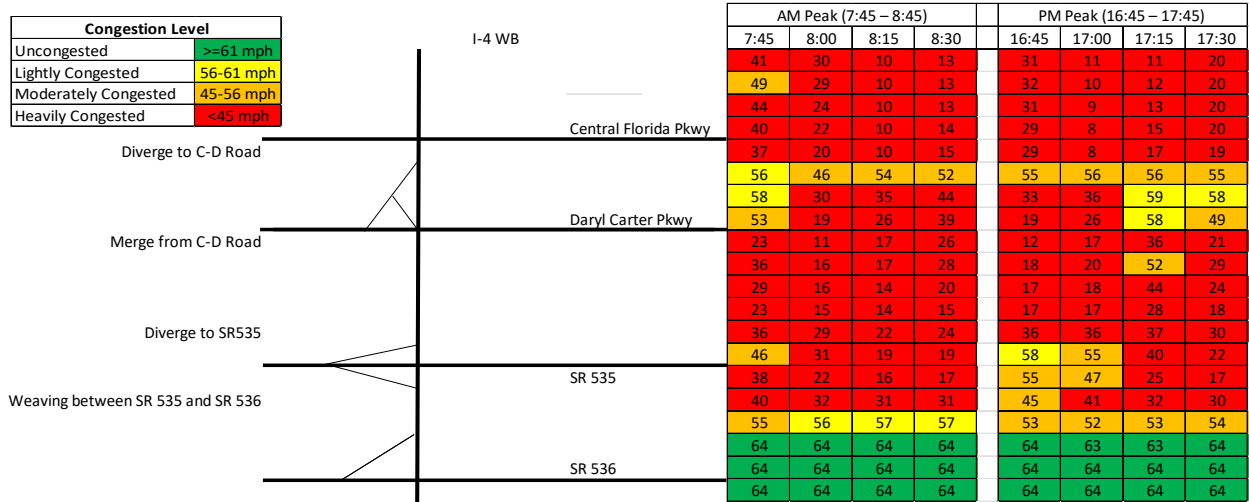 Congestion Level
Uncongested >=61 mph
Lightly Congested 56-61 mph
Moderately Congested 45-56 mph
Heavily Congested <45 mph
I-4 WB
Central Florida Pkwy
Diverge to C-D Road
Daryl Carter Pkwy
Merge from C-D Road
Diverge to SR535
SR 535
Weaving between SR 535 and SR 536
SR 536
AM Peak (7:45 – 8:45) PM Peak (16:45 – 17:45)
7:45 8:00 8:15 8:30 16:45 17:00 17:15 17:30
41 30 10 13 31 11 11 20
49 29 10 13 32 10 12 20
44 24 10 13 31 9 13 20
40 22 10 14 29 8 15 20
37 20 10 15 29 8 17 19
56 46 54 52 55 56 56 55
58 30 35 44 33 36 59 58
53 19 26 39 19 26 58 49
23 11 17 26 12 17 36 21
36 16 17 28 18 20 52 29
29 16 14 20 17 18 44 24
23 15 14 15 17 17 28 18
36 29 22 24 36 36 37 30
46 31 19 19 58 55 40 22
38 22 16 17 55 47 25 17
40 32 31 31 45 41 32 30
55 56 57 57 53 52 53 54
64 64 64 64 64 63 63 64
64 64 64 64 64 64 64 64
64 64 64 64 64 64 64 64